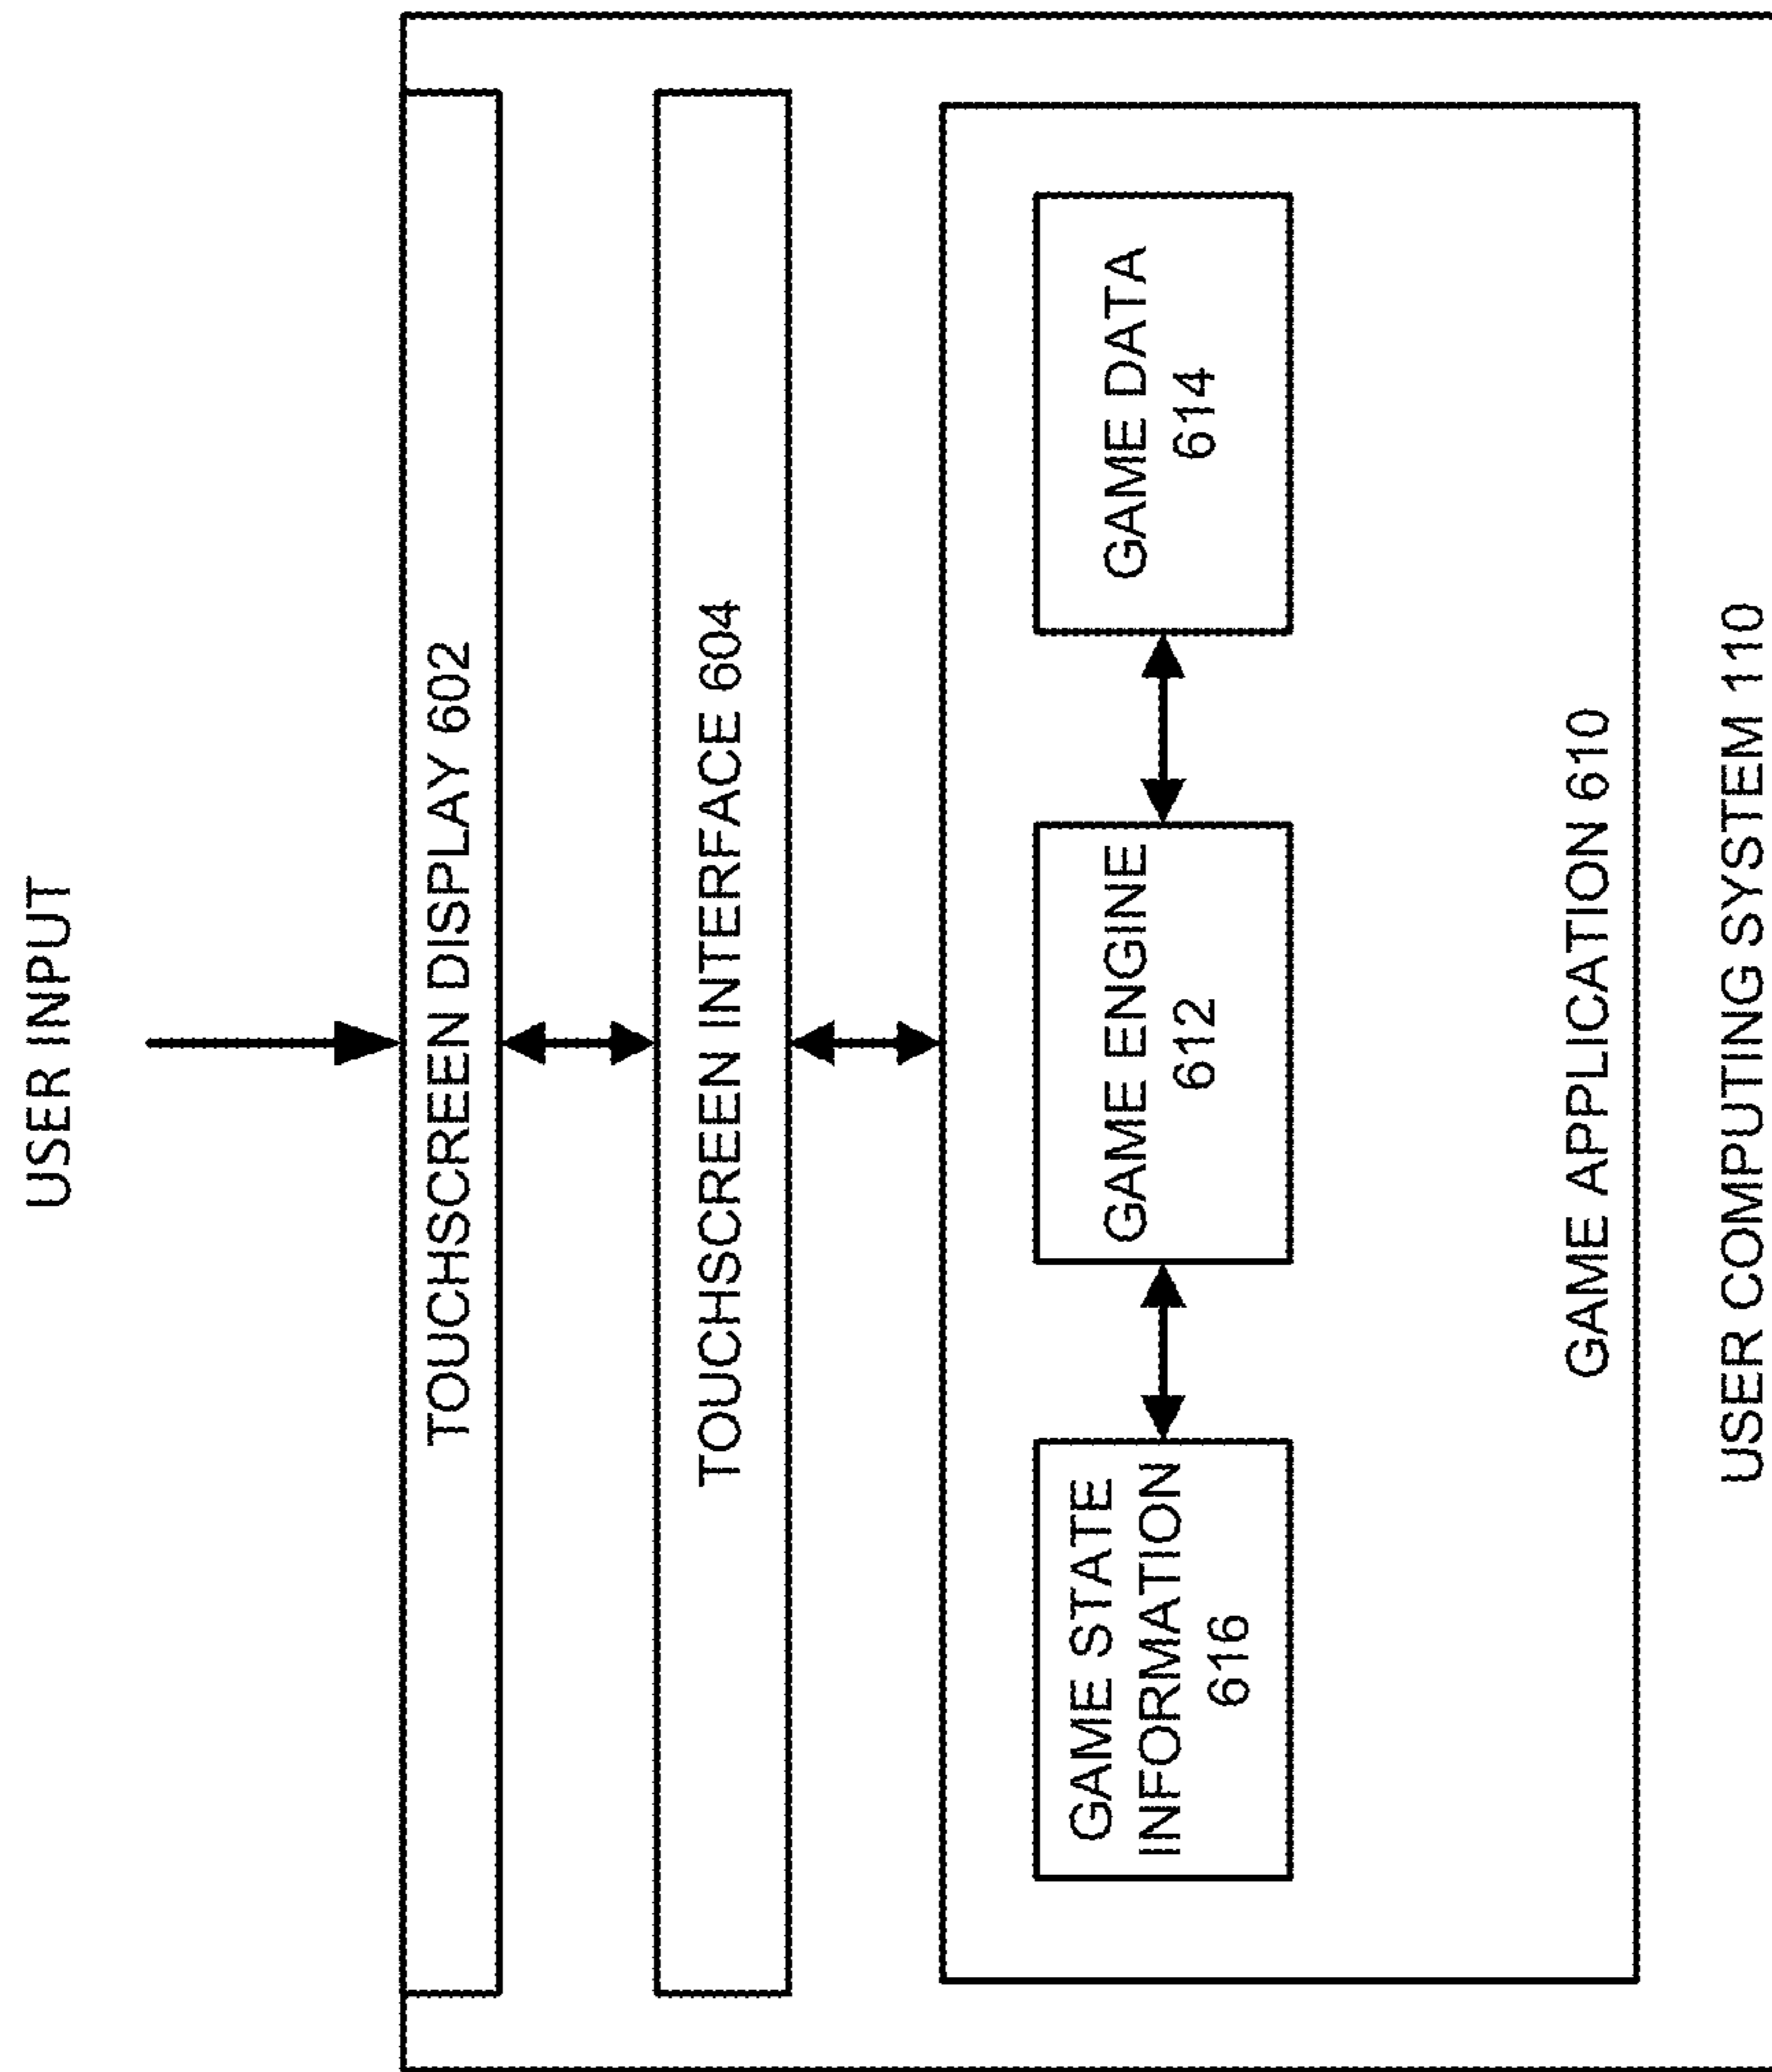 USER INPUT
TOUCHSCREEN DISPLAY 602
TOUCHSCREEN INTERFACE 604
GAME STATE
INFORMATION
616
GAME ENGINE
612
GAME DATA
614
GAME APPLICATION 610
USER COMPUTING SYSTEM 110